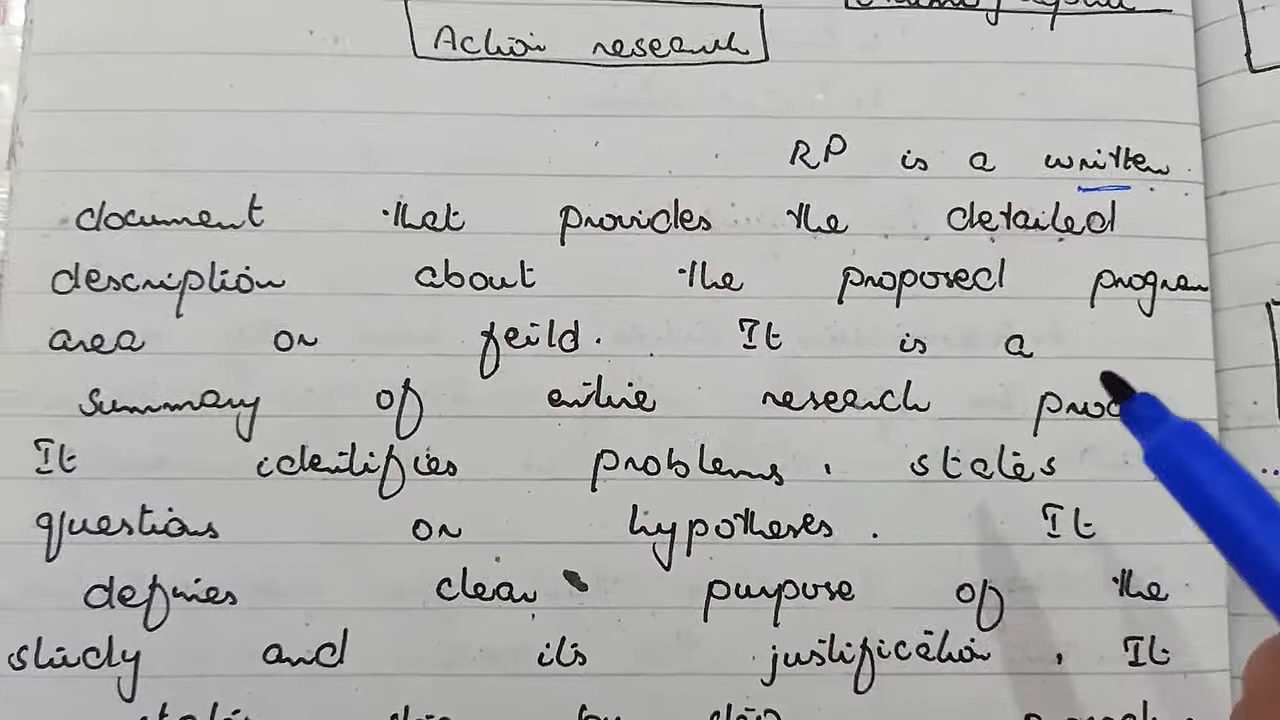 Action research
RP is a written
document that provides the detailed
description about the proposed program
area or feild. It is a
summary of entire research
It identifies problems, states
questions or hypotheses. It
defines clear purpose of the
study and its justification, It